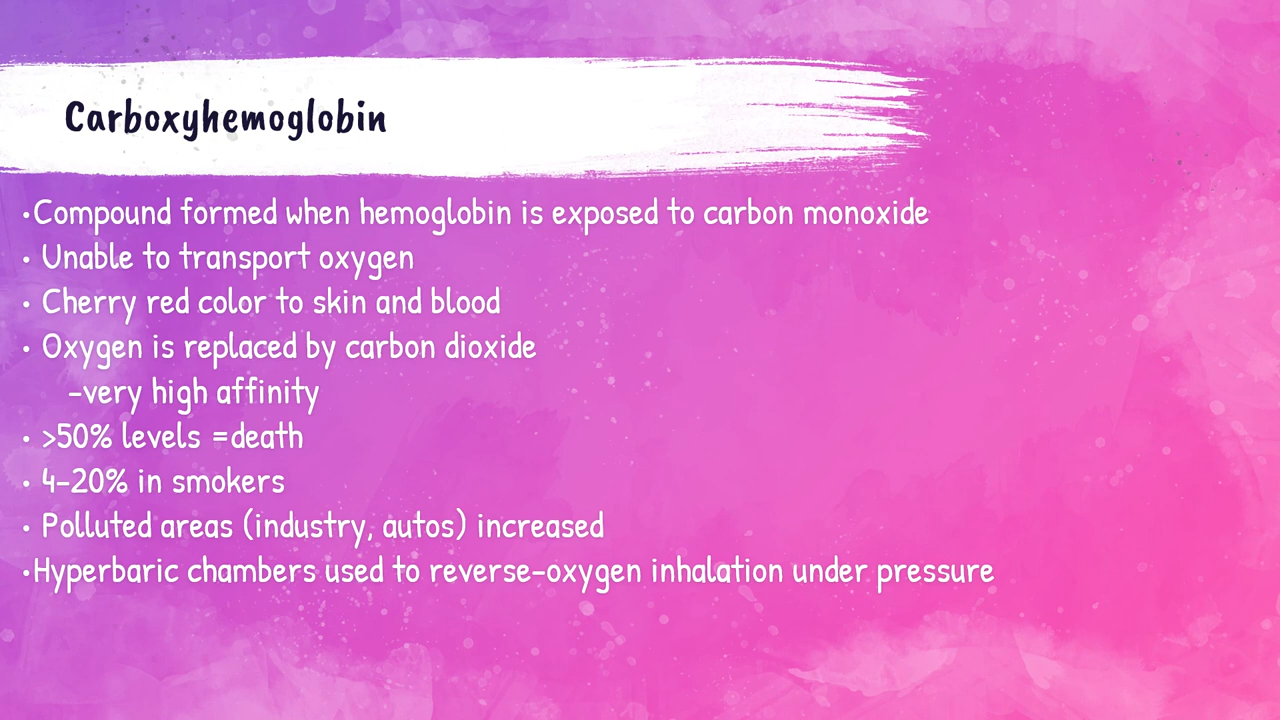 Carboxyhemoglobin
•Compound formed when hemoglobin is exposed to carbon monoxide
• Unable to transport oxygen
• Cherry red color to skin and blood
• Oxygen is replaced by carbon dioxide
-very high affinity
• >50% levels =death
• 4-20% in smokers
• Polluted areas (industry, autos) increased
•Hyperbaric chambers used to reverse-oxygen inhalation under pressure